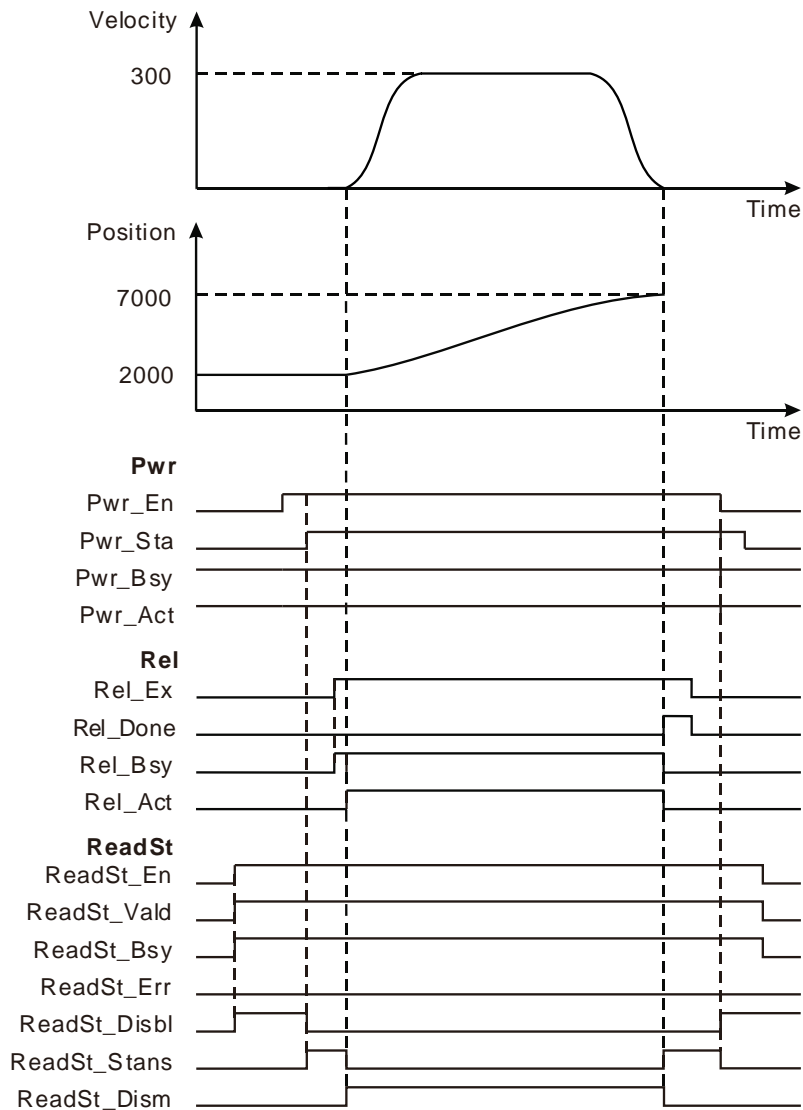 Velocity
300
Time
Position
7000
2000
Time
Pwr
Pwr_En
Pwr_Sta
Pwr_Bsy
Pwr_Act
Rel
Rel_Ex
Rel_Done
Rel_Bsy
Rel_Act
ReadSt
ReadSt_En
ReadSt_Vald
ReadSt_Bsy
ReadSt_Err
ReadSt_Disbl
ReadSt_Stans
ReadSt_Dism